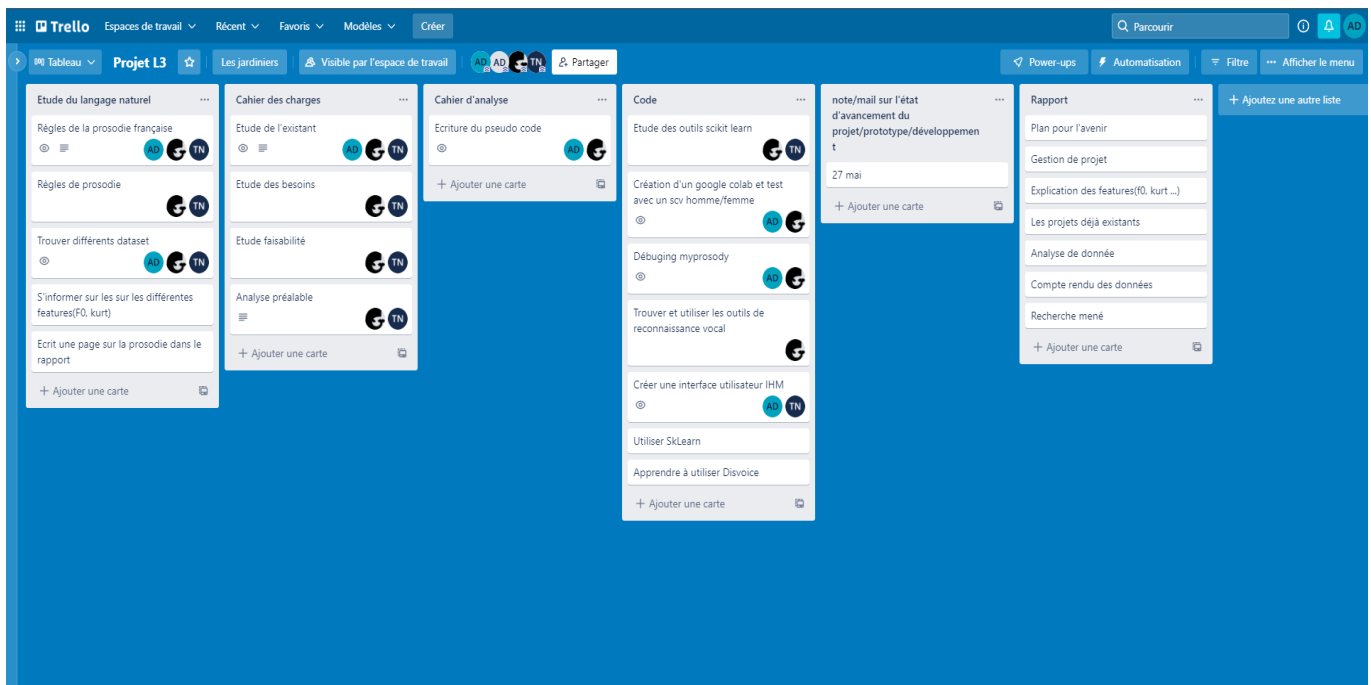 Trello Espaces de travail Récent Favoris Modèles Créer Parcourir AD
Tableau Projet L3 Les jardiniers Visible par l'espace de travail AD AD TN Partager Power-ups Automatisation Filtre ... Afficher le menu
Etude du langage naturel ...
Règles de la prosodie française
AD TN
Règles de prosodie
TN
Trouver différents dataset
AD TN
S'informer sur les sur les différentes
features(F0, kurt)
Ecrit une page sur la prosodie dans le
rapport
+ Ajouter une carte
Cahier des charges ...
Etude de l'existant
AD TN
Etude des besoins
TN
Etude faisabilité
TN
Analyse préalable
TN
+ Ajouter une carte
Cahier d'analyse ...
Ecriture du pseudo code
AD
+ Ajouter une carte
Code ...
Etude des outils scikit learn
TN
Création d'un google colab et test
avec un scv homme/femme
AD
Débuging myprosody
AD
Trouver et utiliser les outils de
reconnaissance vocal
Créer une interface utilisateur IHM
AD TN
Utiliser SkLearn
Apprendre à utiliser Disvoice
+ Ajouter une carte
note/mail sur l'état ...
d'avancement du
projet/prototype/développemen
t
27 mai
+ Ajouter une carte
Rapport ...
Plan pour l'avenir
Gestion de projet
Explication des features(f0. kurt ...)
Les projets déjà existants
Analyse de donnée
Compte rendu des données
Recherche mené
+ Ajouter une carte
+ Ajoutez une autre liste